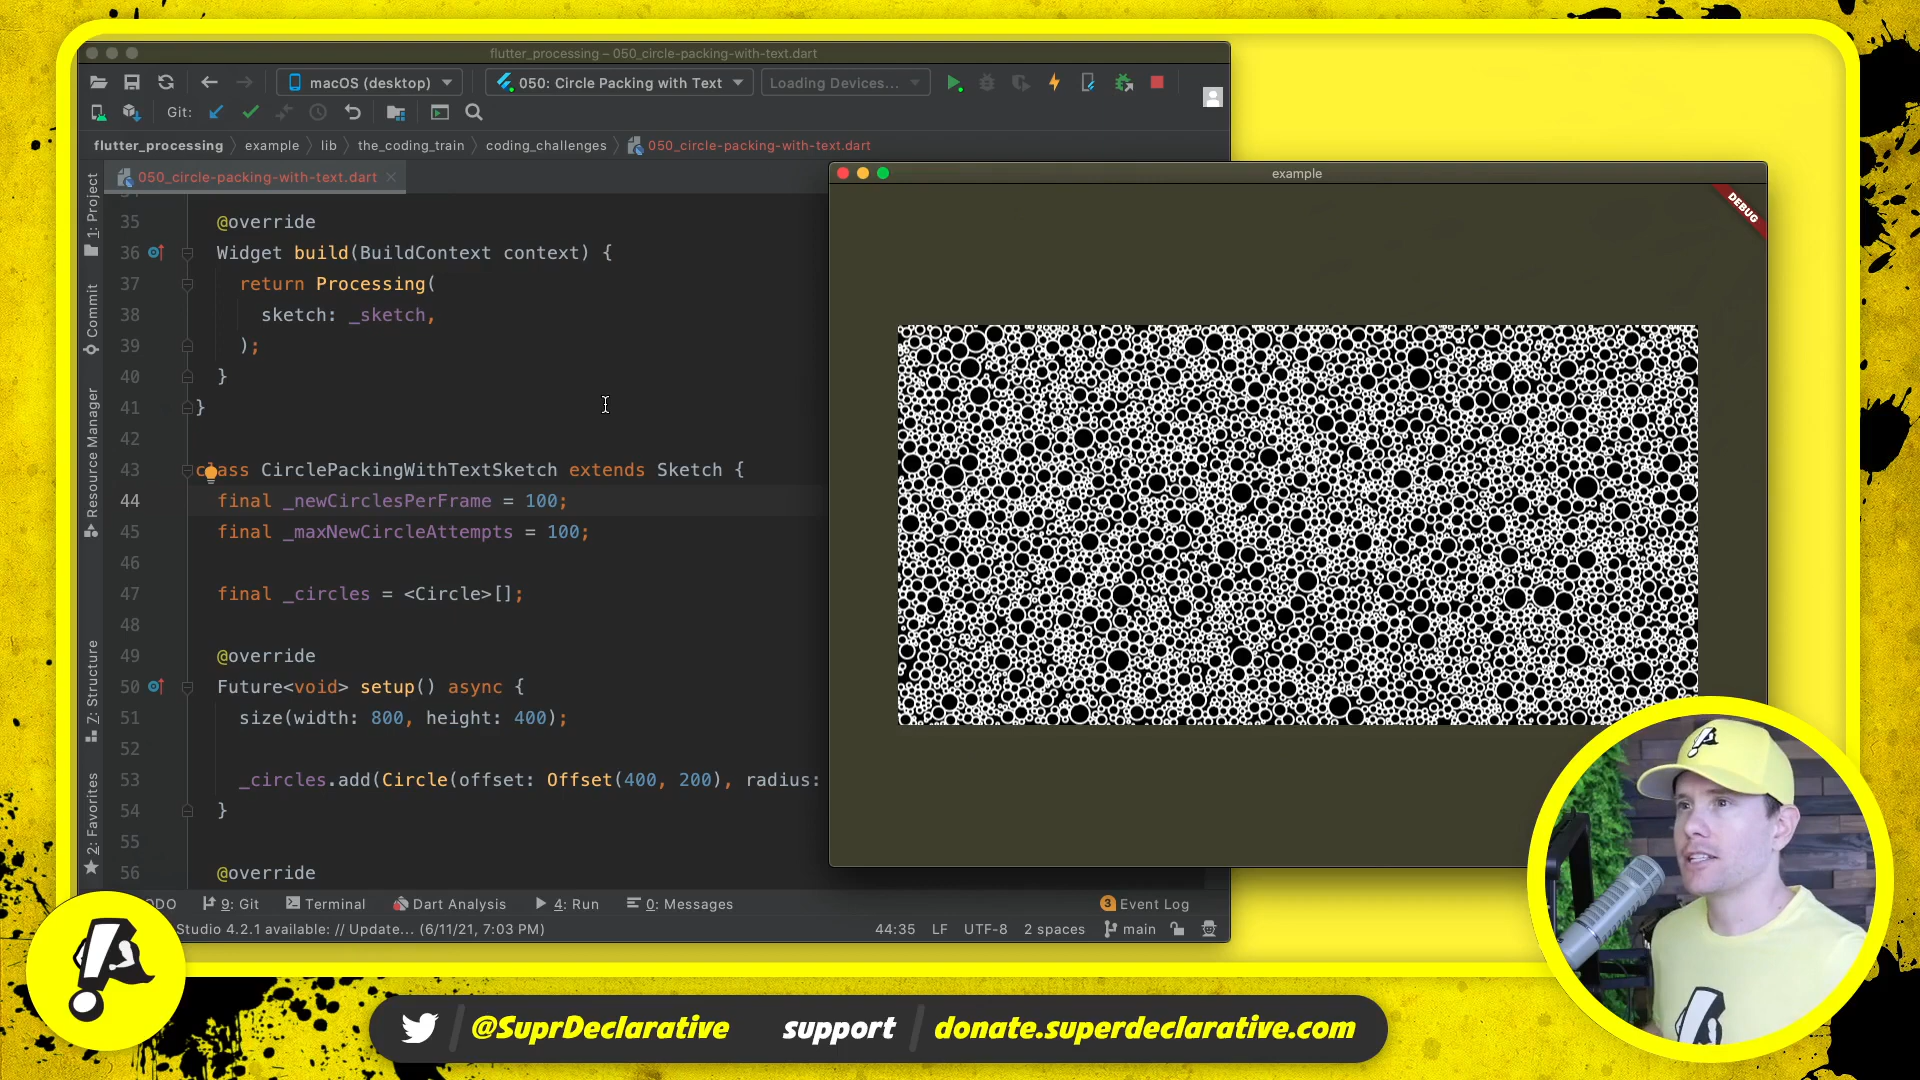 flutter_processing – 050_circle-packing-with-text.dart
macOS (desktop) 050: Circle Packing with Text Loading Devices...
Git:
flutter_processing example lib the_coding_train coding_challenges 050_circle-packing-with-text.dart
050_circle-packing-with-text.dart
1: Project
Commit
Resource Manager
7: Structure
2: Favorites
35 @override
36 Widget build(BuildContext context) {
37 return Processing(
38 sketch: _sketch,
39 );
40 }
41 }
42
43 class CirclePackingWithTextSketch extends Sketch {
44 final _newCirclesPerFrame = 100;
45 final _maxNewCircleAttempts = 100;
46
47 final _circles = <Circle>[];
48
49 @override
50 Future<void> setup() async {
51 size(width: 800, height: 400);
52
53 _circles.add(Circle(offset: Offset(400, 200), radius:
54 }
55
56 @override
example
DEBUG
ODO 9: Git Terminal Dart Analysis 4: Run 0: Messages 3 Event Log
Studio 4.2.1 available: // Update... (6/11/21, 7:03 PM) 44:35 LF UTF-8 2 spaces main
@SuprDeclarative support donate.superdeclarative.com